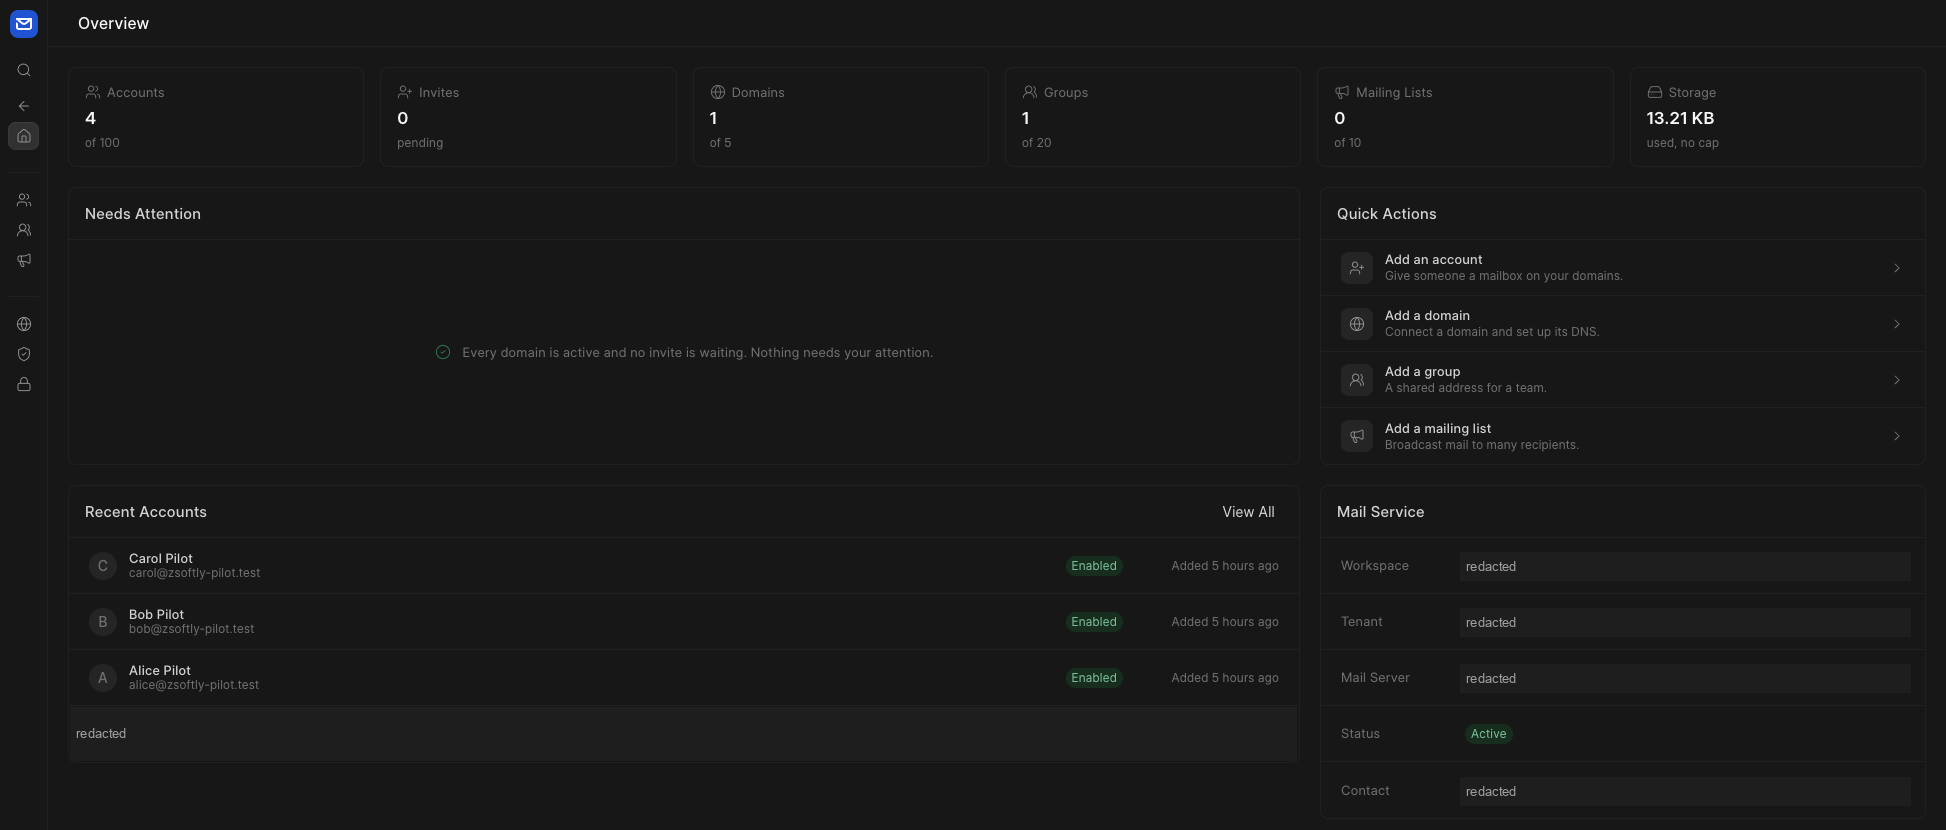 Overview
Accounts
4
of 100
Invites
0
pending
Domains
1
of 5
Groups
1
of 20
Mailing Lists
0
of 10
Storage
13.21 KB
used, no cap
Needs Attention
Every domain is active and no invite is waiting. Nothing needs your attention.
Quick Actions
Add an account
Give someone a mailbox on your domains.
Add a domain
Connect a domain and set up its DNS.
Add a group
A shared address for a team.
Add a mailing list
Broadcast mail to many recipients.
Recent Accounts View All
C
Carol Pilot
carol@zsoftly-pilot.test
Enabled Added 5 hours ago
B
Bob Pilot
bob@zsoftly-pilot.test
Enabled Added 5 hours ago
A
Alice Pilot
alice@zsoftly-pilot.test
Enabled Added 5 hours ago
redacted
Mail Service
Workspace redacted
Tenant redacted
Mail Server redacted
Status Active
Contact redacted